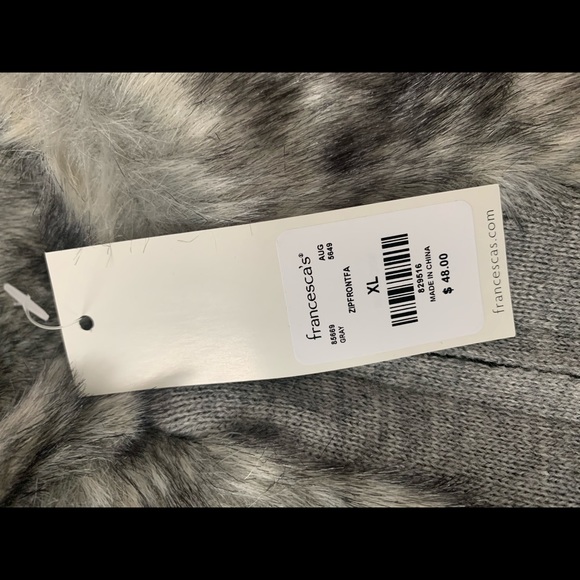 francesca's®
85669 AUG
GRAY 5649
ZIPFRONTFA
XL
829516
MADE IN CHINA
$ 48.00
francescas.com